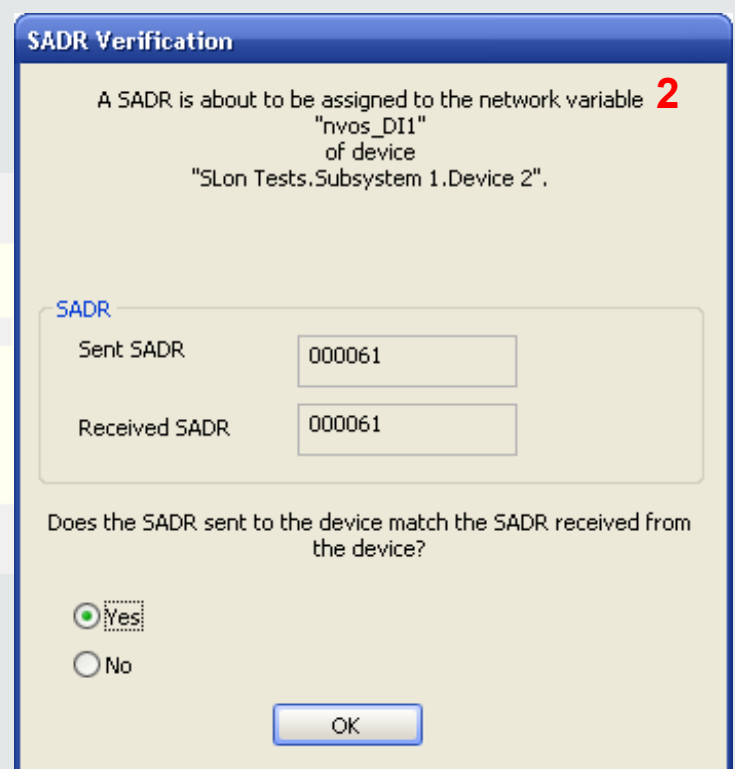 SADR Verification
A SADR is about to be assigned to the network variable 2
"nvos_DI1"
of device
"SLon Tests.Subsystem 1.Device 2".
SADR
Sent SADR 000061
Received SADR 000061
Does the SADR sent to the device match the SADR received from
the device?
Yes
No
OK